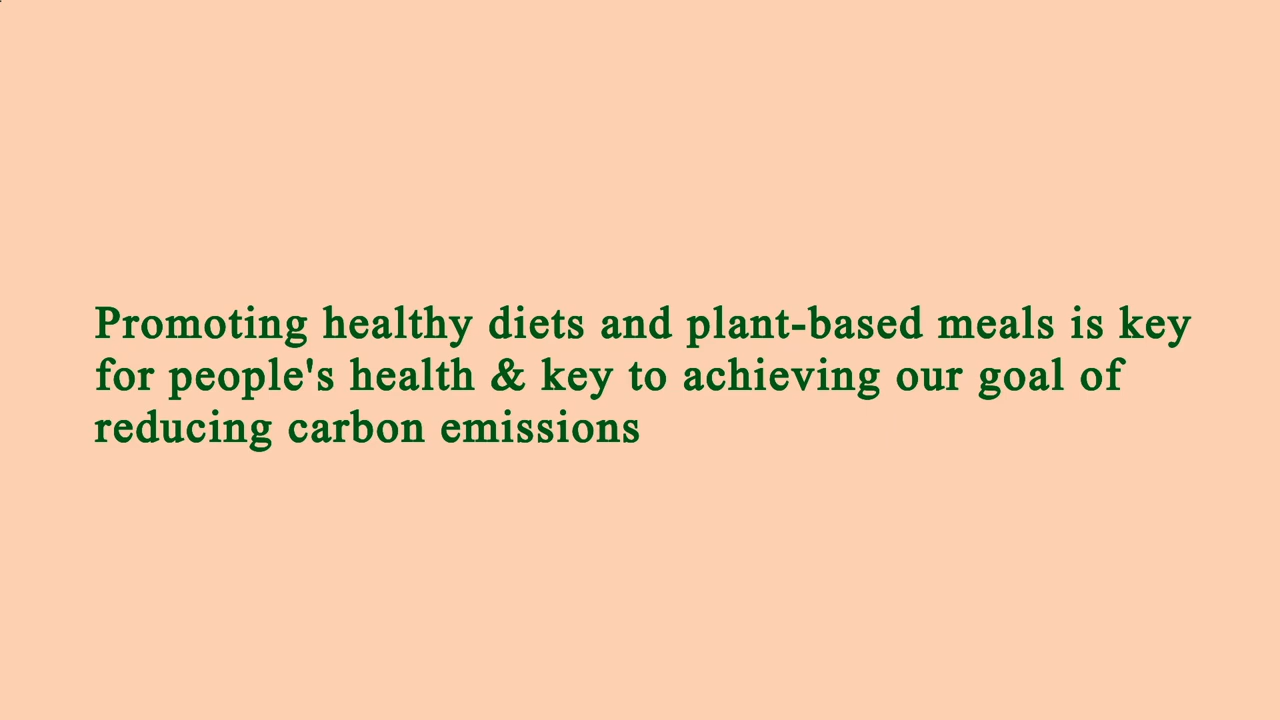 Promoting healthy diets and plant-based meals is key
for people's health & key to achieving our goal of
reducing carbon emissions